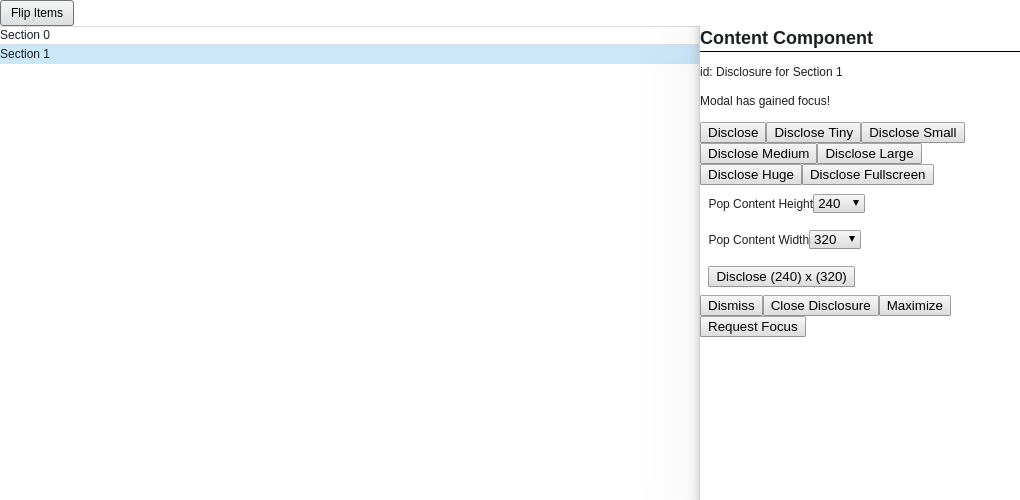 Flip Items
Section 0
Section 1
Content Component
id: Disclosure for Section 1
Modal has gained focus!
Disclose Disclose Tiny Disclose Small
Disclose Medium Disclose Large
Disclose Huge Disclose Fullscreen
Pop Content Height 240
Pop Content Width 320
Disclose (240) x (320)
Dismiss Close Disclosure Maximize
Request Focus